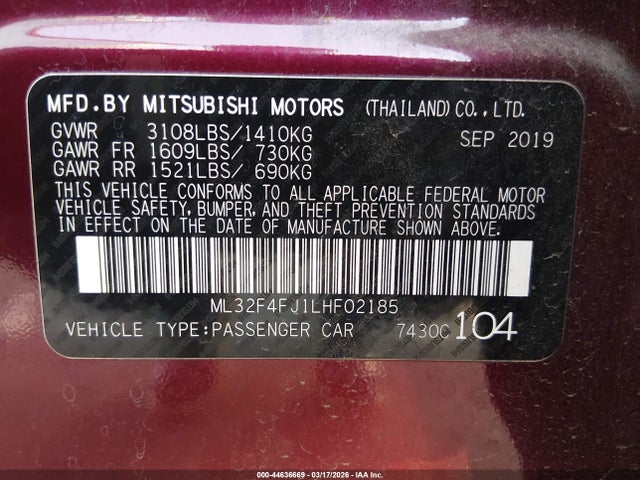 MFD.BY MITSUBISHI MOTORS (THAILAND) CO., LTD.
GVWR 3108LBS/1410KG SEP 2019
GAWR FR 1609LBS/ 730KG
GAWR RR 1521LBS/ 690KG
THIS VEHICLE CONFORMS TO ALL APPLICABLE FEDERAL MOTOR
VEHICLE SAFETY, BUMPER, AND THEFT PREVENTION STANDARDS
IN EFFECT ON THE DATE OF MANUFACTURE SHOWN ABOVE.
ML32F4FJ1LHF02185
VEHICLE TYPE:PASSENGER CAR 7430C 104
000-44636669 | 03/17/2026 | IAA Inc.